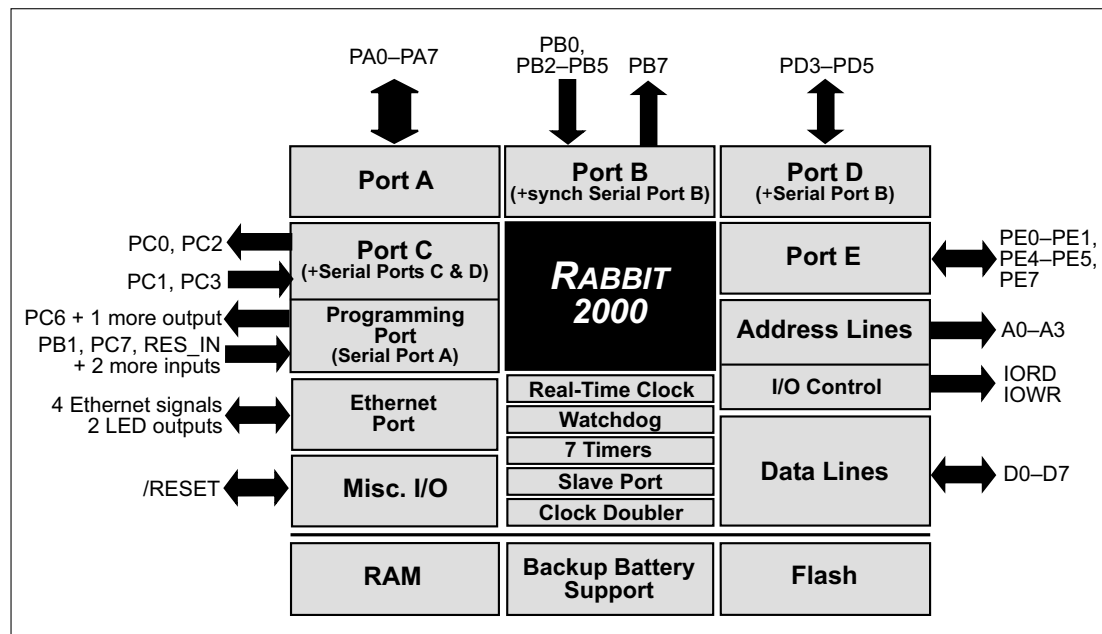 PA0–PA7
PB0,
PB2–PB5
PB7
PD3–PD5
Port A
Port B
(+synch Serial Port B)
Port D
(+Serial Port B)
PC0, PC2
PC1, PC3
Port C
(+Serial Ports C & D)
PC6 + 1 more output
PB1, PC7, RES_IN
+ 2 more inputs
Programming
Port
(Serial Port A)
4 Ethernet signals
2 LED outputs
Ethernet
Port
/RESET
Misc. I/O
RABBIT
2000
Real-Time Clock
Watchdog
7 Timers
Slave Port
Clock Doubler
Port E
PE0–PE1,
PE4–PE5,
PE7
Address Lines
A0–A3
I/O Control
IORD
IOWR
Data Lines
D0–D7
RAM
Backup Battery
Support
Flash